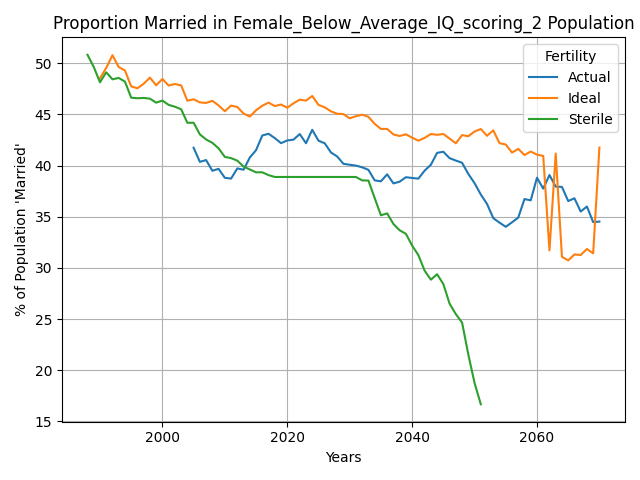 Proportion Married in Female_Below_Average_IQ_scoring_2 Population
Fertility
Actual
Ideal
Sterile
% of Population 'Married'
50
45
40
35
30
25
20
15
2000
2020
2040
2060
Years